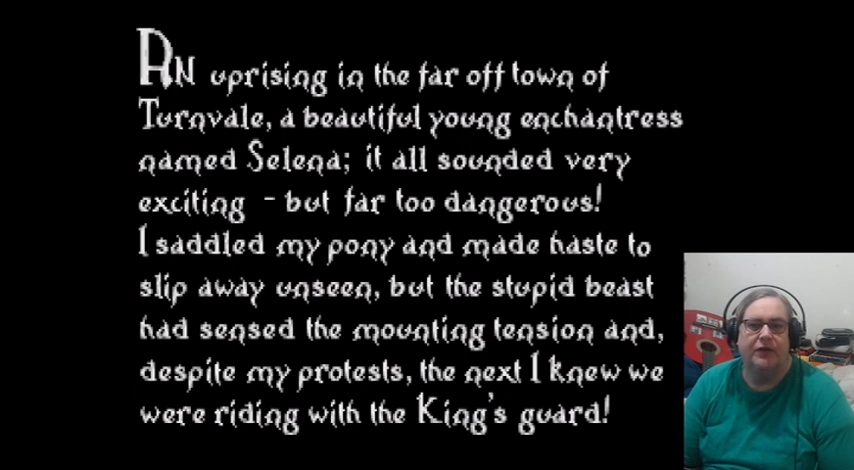 An uprising in the far off town of
Turnvale, a beautiful young enchantress
named Selena; it all sounded very
exciting - but far too dangerous!
I saddled my pony and made haste to
slip away unseen, but the stupid beast
had sensed the mounting tension and,
despite my protests, the next I knew we
were riding with the King's guard!